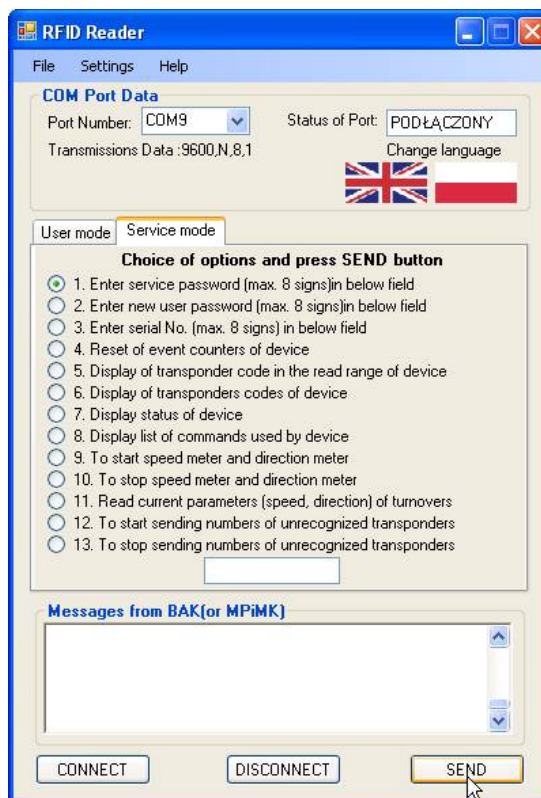 RFID Reader
File Settings Help
COM Port Data
Port Number: COM9 Status of Port: PODŁĄCZONY
Transmissions Data :9600,N,8,1 Change language
User mode Service mode
Choice of options and press SEND button
1. Enter service password (max. 8 signs)in below field
2. Enter new user password (max. 8 signs)in below field
3. Enter serial No. (max. 8 signs) in below field
4. Reset of event counters of device
5. Display of transponder code in the read range of device
6. Display of transponders codes of device
7. Display status of device
8. Display list of commands used by device
9. To start speed meter and direction meter
10. To stop speed meter and direction meter
11. Read current parameters (speed, direction) of turnovers
12. To start sending numbers of unrecognized transponders
13. To stop sending numbers of unrecognized transponders
Messages from BAK(or MPiMK)
CONNECT DISCONNECT SEND